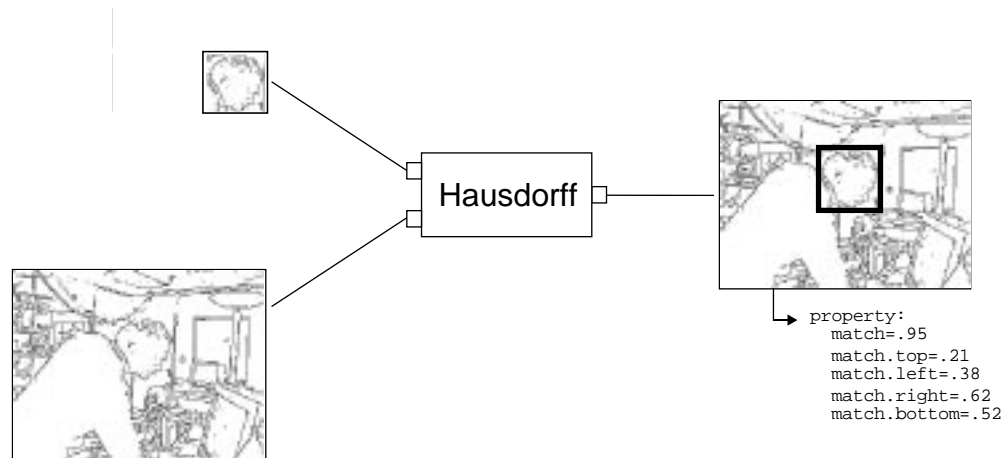 Hausdorff
property:
match=.95
match.top=.21
match.left=.38
match.right=.62
match.bottom=.52